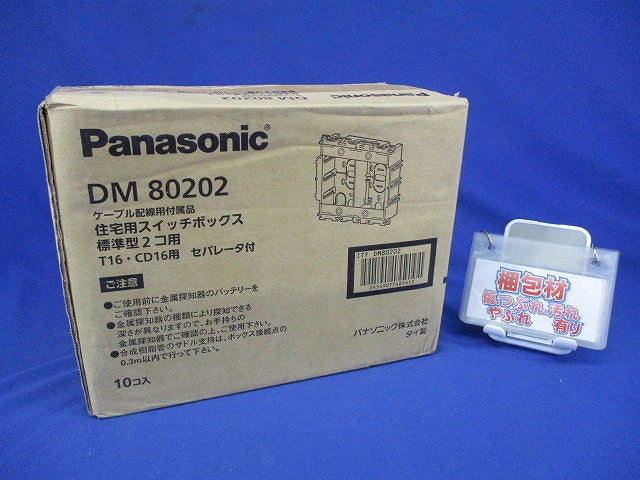 DM 80202
Panasonic®
DM 80202
ケーブル配線用付属品
住宅用スイッチボックス
標準型2コ用
T16・CD16用 セパレータ付
ご注意
●ご使用前に金属探知器のバッテリーを
ご確認下さい。
●金属探知器の種類により探知できる
深さが異なりますので、お手持ちの
金属探知器でご確認の上、ご使用下さい。
●合成樹脂管のサドル支持は、ボックス接続点の
0.3m以内で行って下さい。
10コ入
ITF DM80202
パナソニック株式会社
タイ製
梱包材
傷つぶれ、汚れ
やぶれ 有り